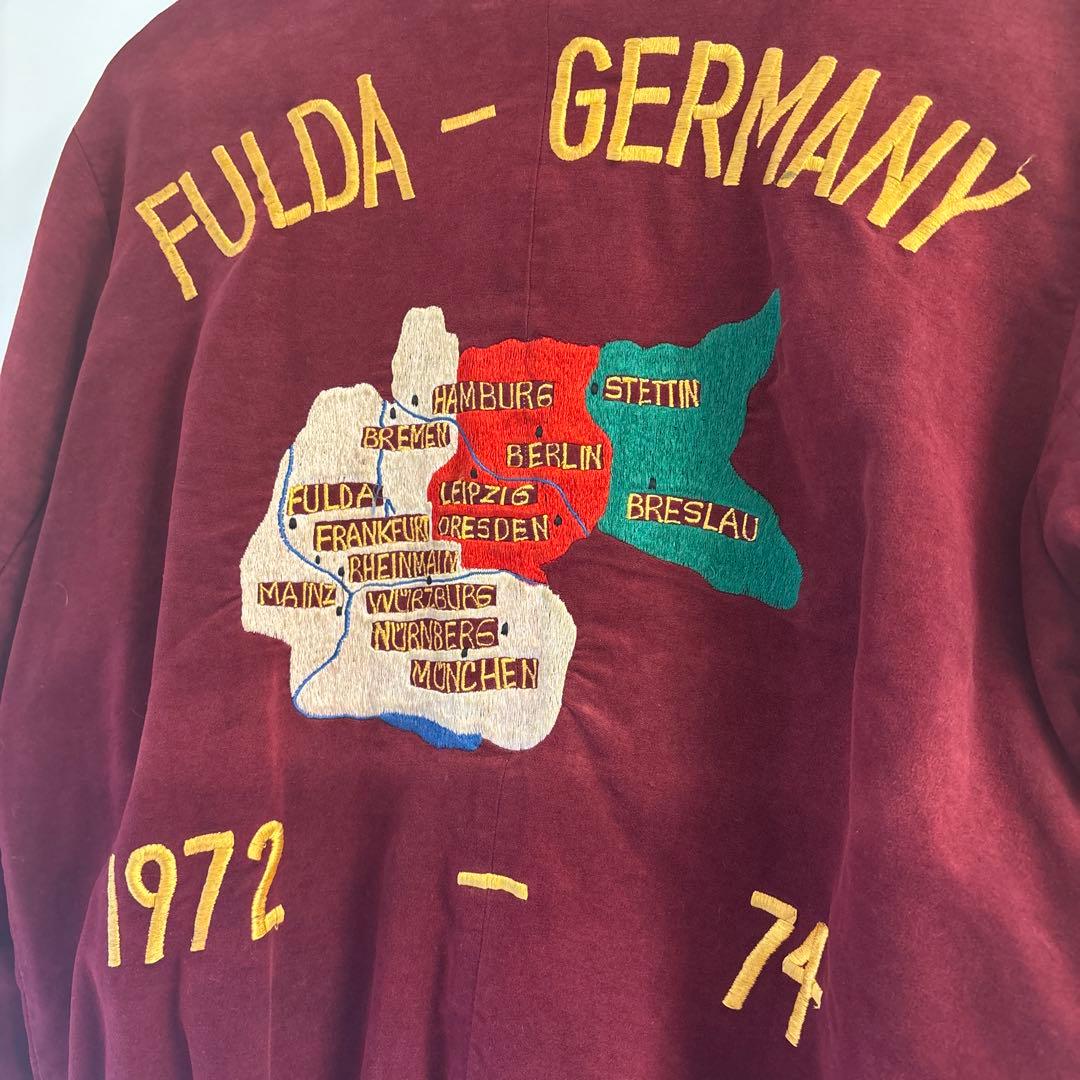 FULDA - GERMANY
HAMBURG
STETTIN
BREMEN
BERLIN
FULDA
LEIPZIG
BRESLAU
FRANKFURT
DRESDEN
RHEINMAIN
MAINZ
WÜRZBURG
NÜRNBERG
MÜNCHEN
1972 - 74